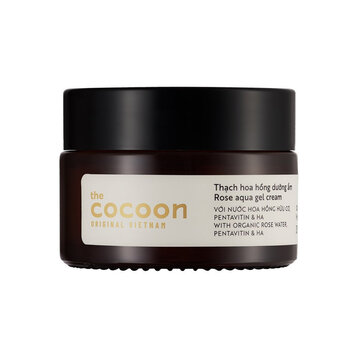 the
cocoon
ORIGINAL VIETNAM
Thạch hoa hồng dưỡng ẩm
Rose aqua gel cream
VỚI NƯỚC HOA HỒNG HỮU CƠ,
PENTAVITIN & HA
WITH ORGANIC ROSE WATER,
PENTAVITIN & HA